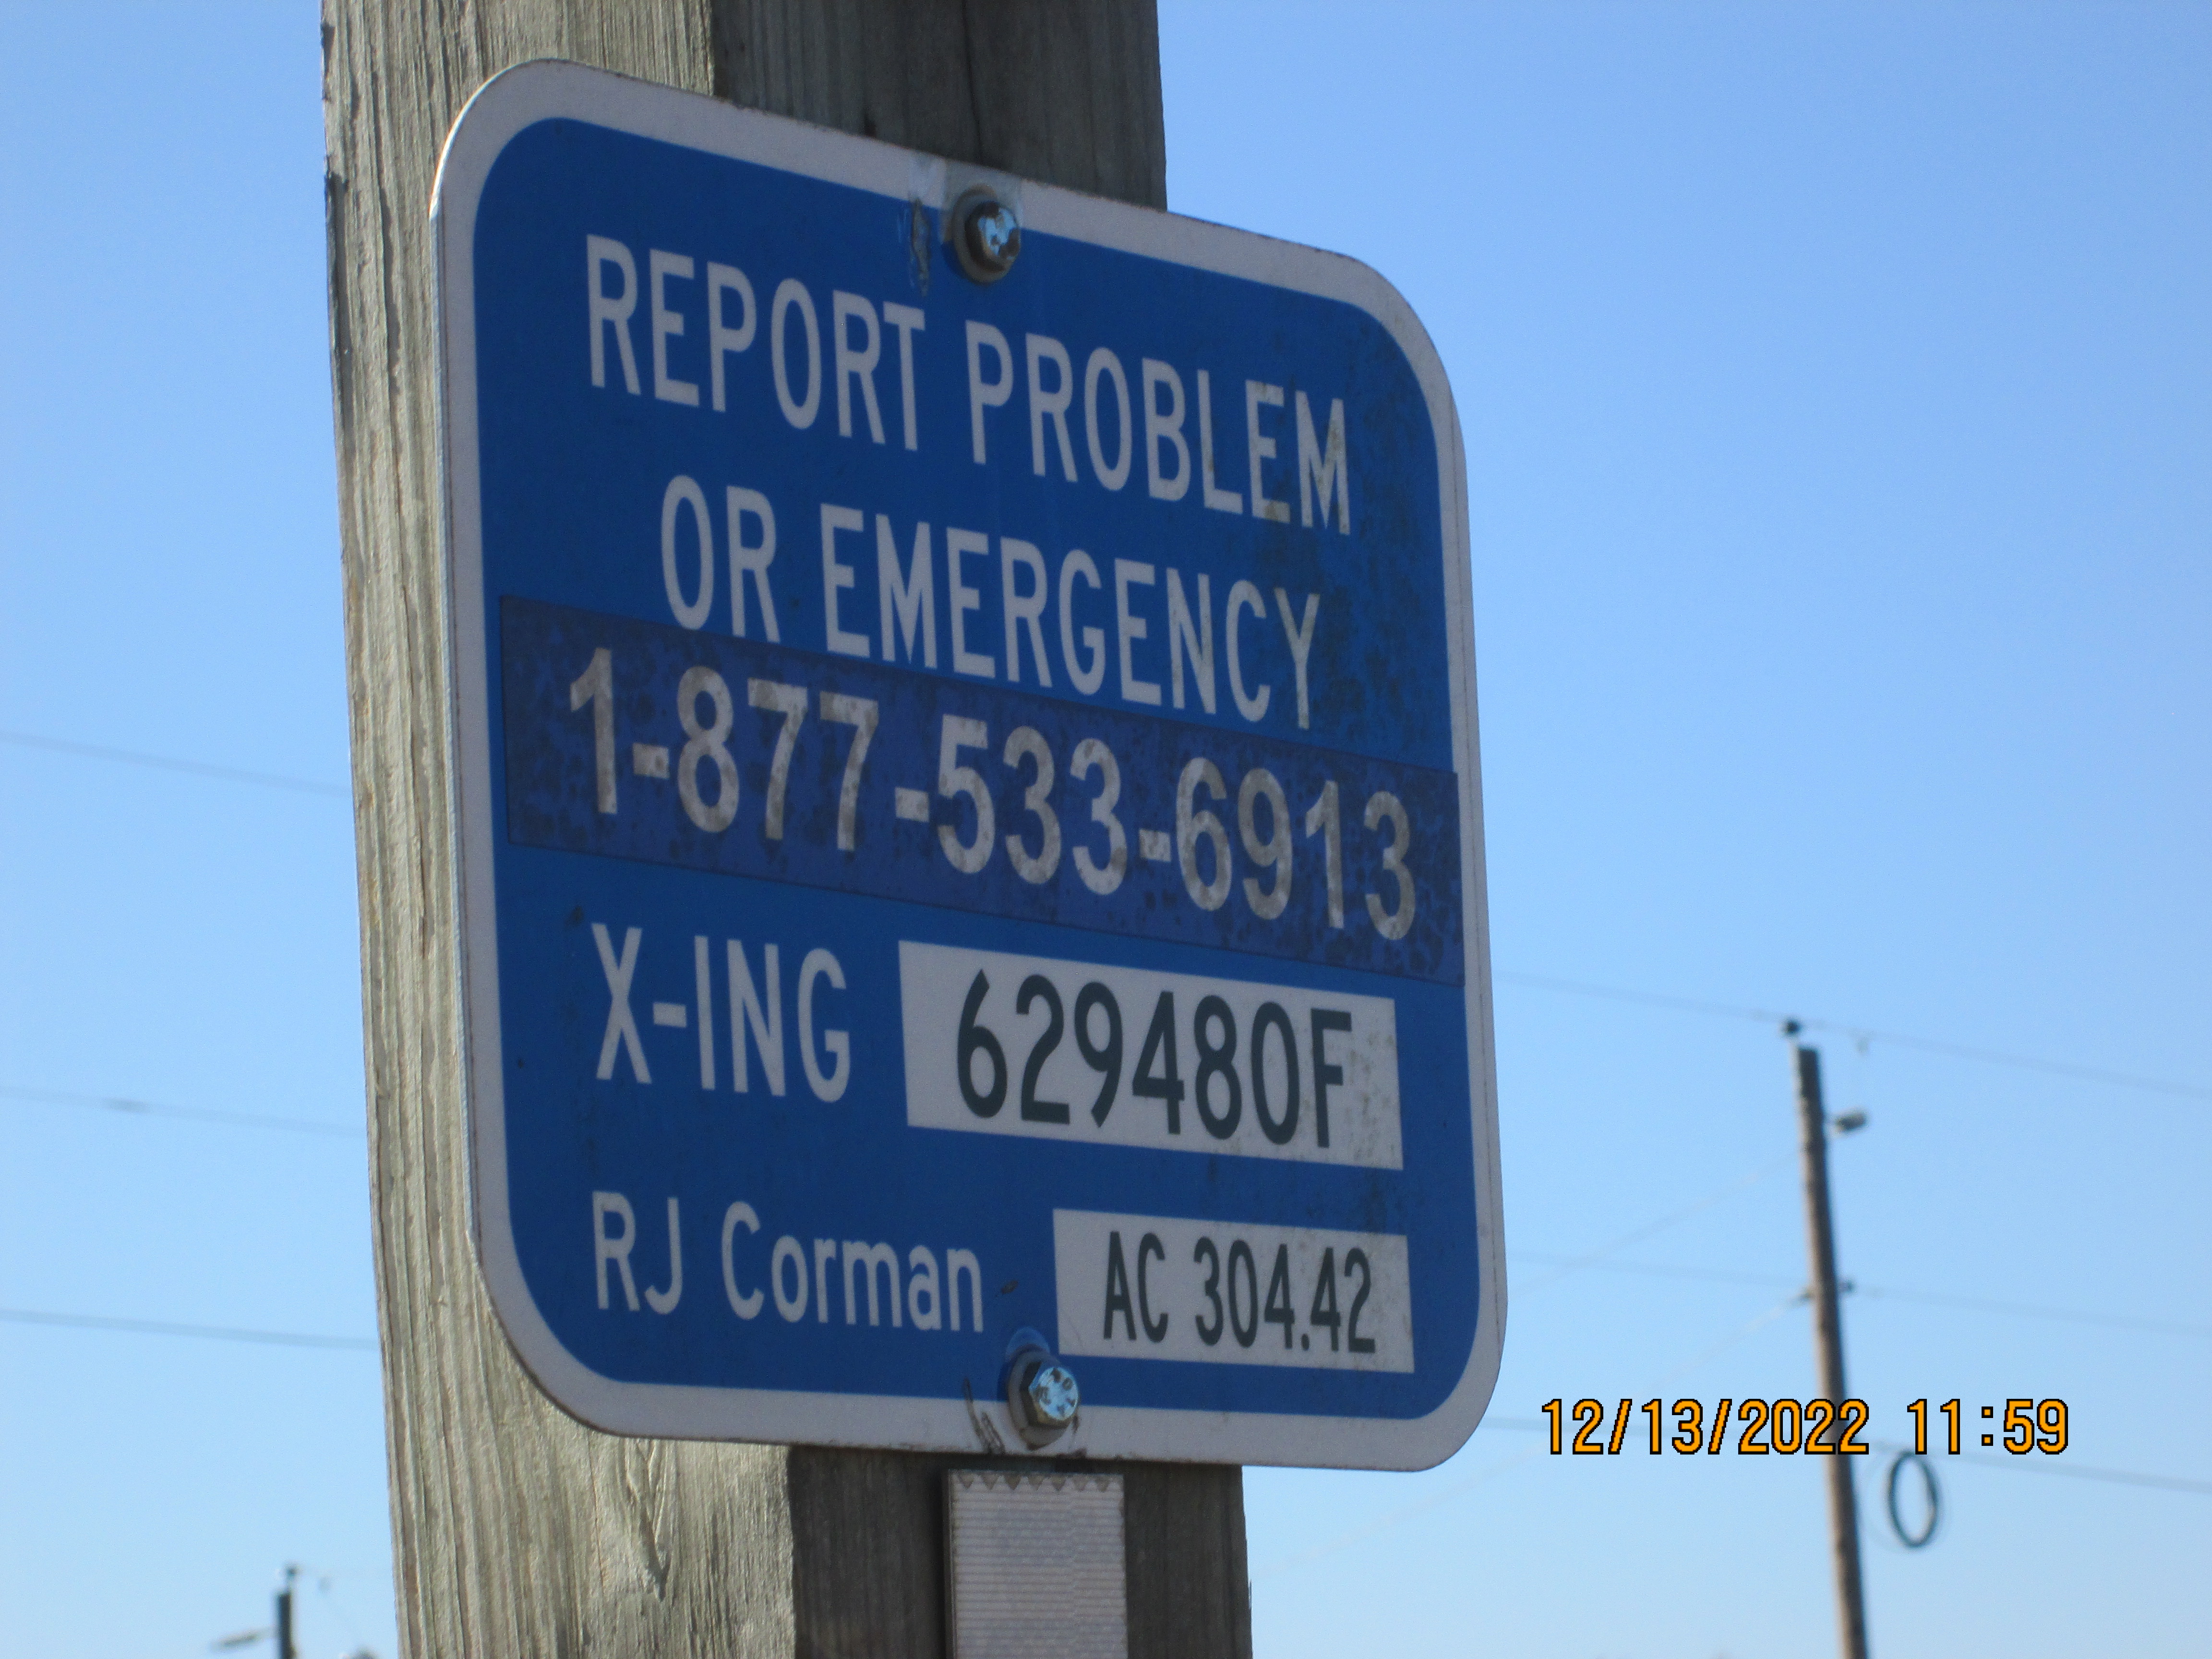 REPORT PROBLEM
OR EMERGENCY
1-877-533-6913
X-ING 629480F
RJ Corman AC 304.42
12/13/2022 11:59